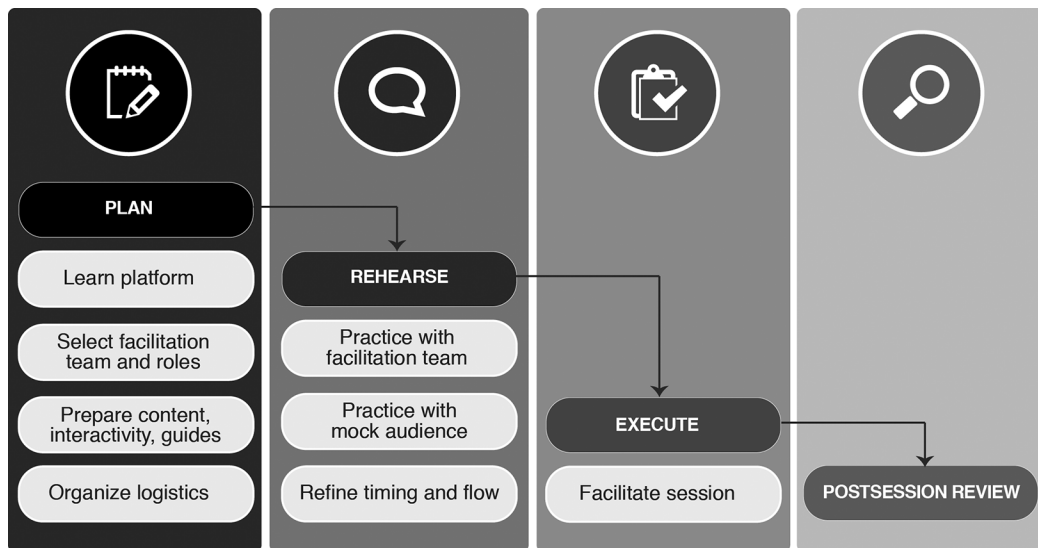 PLAN
Learn platform
Select facilitation
team and roles
Prepare content,
interactivity, guides
Organize logistics
REHEARSE
Practice with
facilitation team
Practice with
mock audience
Refine timing and flow
EXECUTE
Facilitate session
POSTSESSION REVIEW